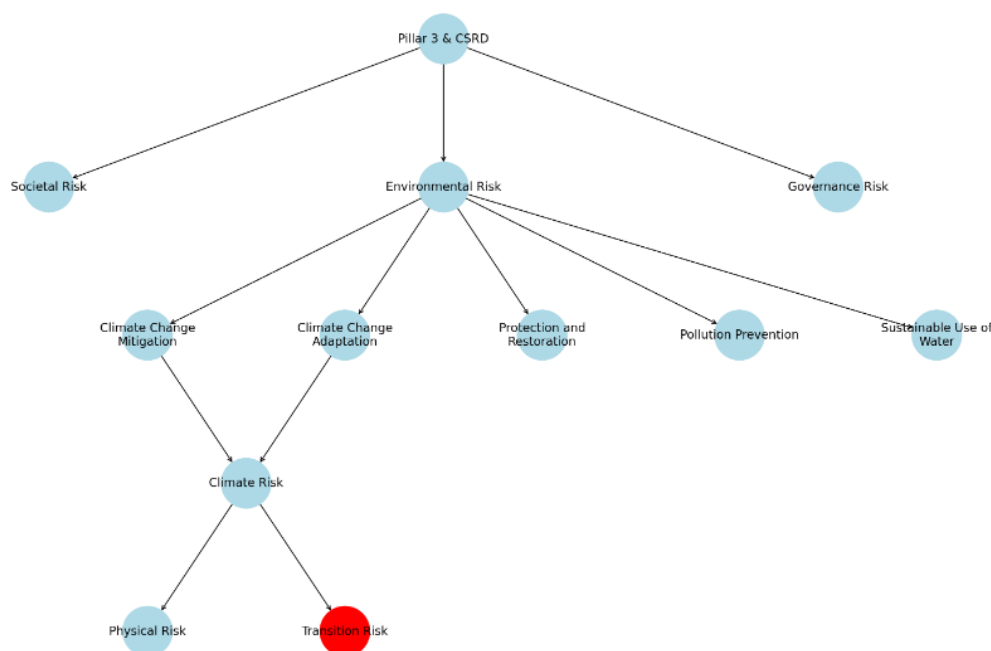 Pillar 3 & CSRD
Societal Risk
Environmental Risk
Governance Risk
Climate Change
Mitigation
Climate Change
Adaptation
Protection and
Restoration
Pollution Prevention
Sustainable Use of
Water
Climate Risk
Physical Risk
Transition Risk